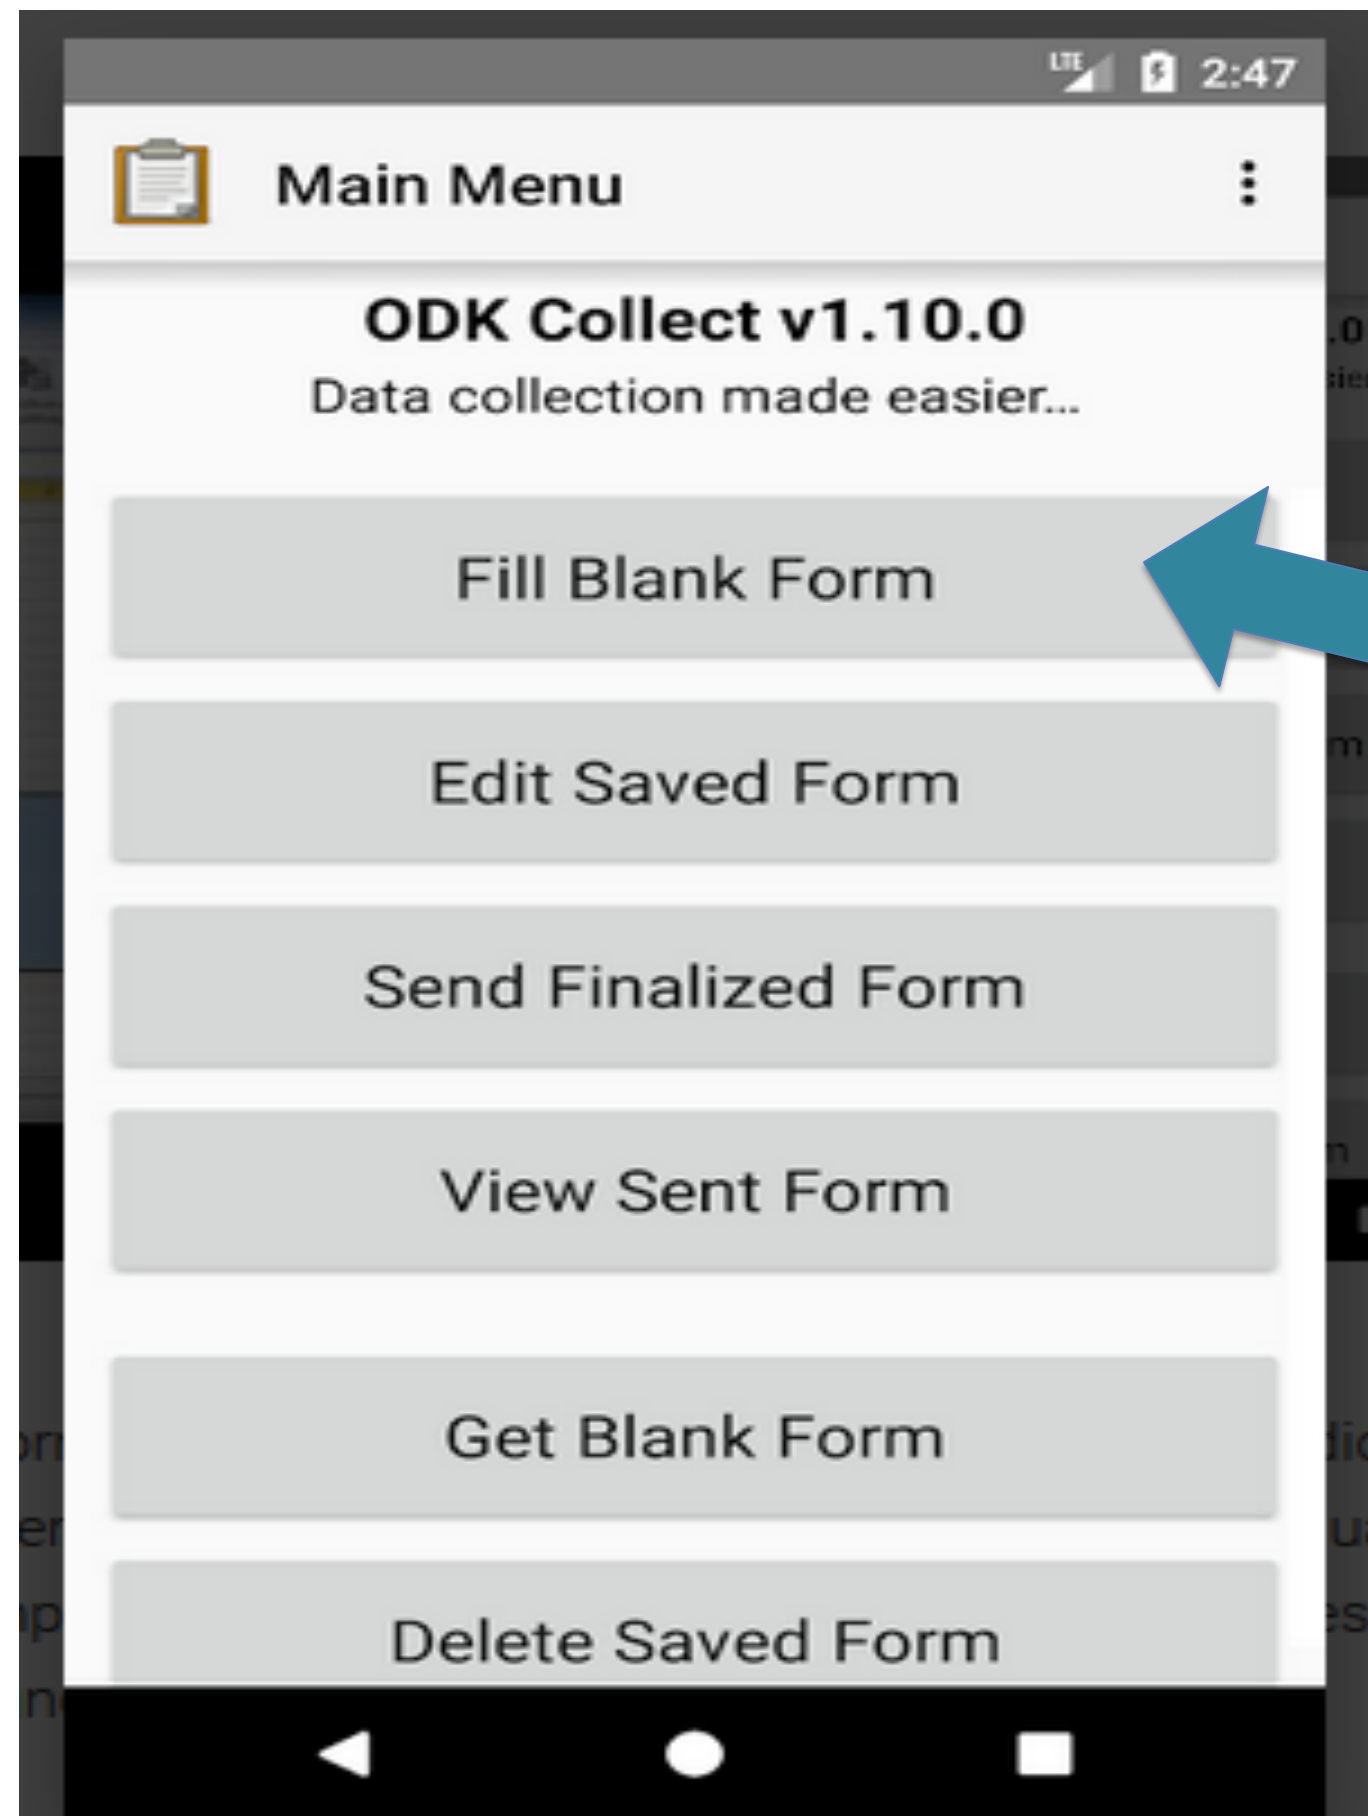 LTE 2:47
Main Menu
ODK Collect v1.10.0
Data collection made easier...
Fill Blank Form
Edit Saved Form
Send Finalized Form
View Sent Form
Get Blank Form
Delete Saved Form